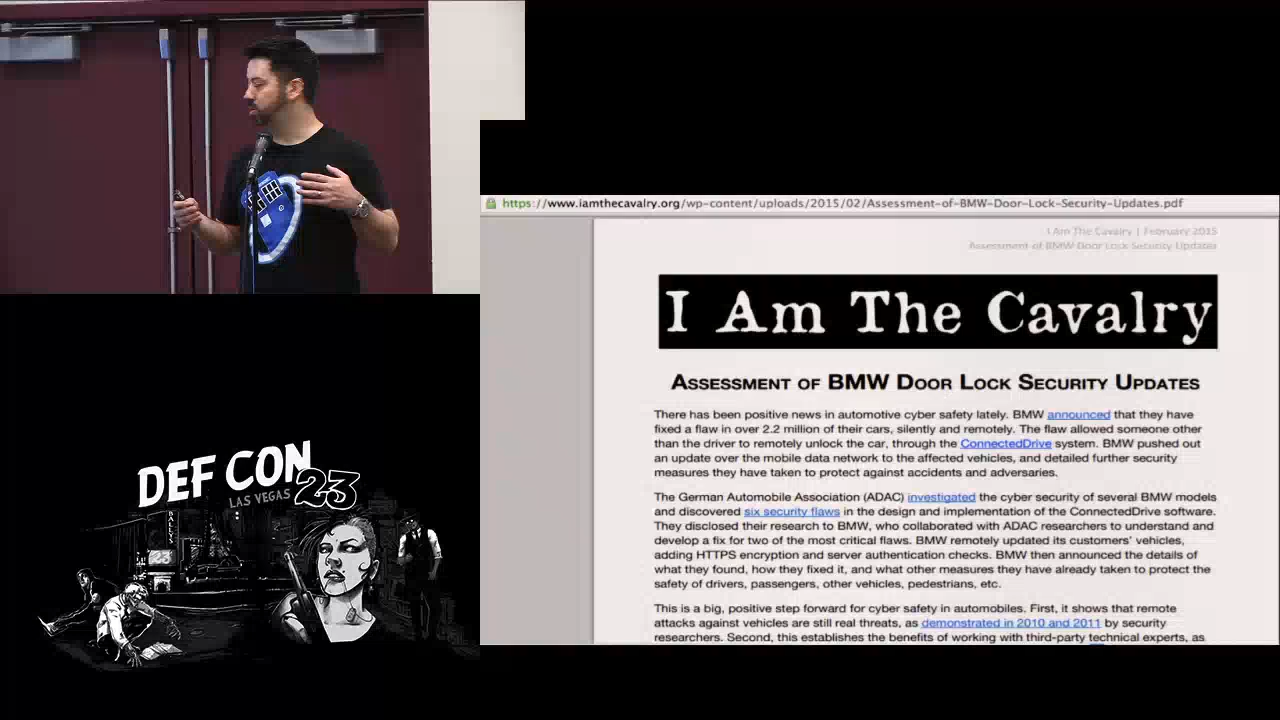 https://www.iamthecavalry.org/wp-content/uploads/2015/02/Assessment-of-BMW-Door-Lock-Security-Updates.pdf
I Am The Cavalry | February 2015
Assessment of BMW Door Lock Security Updates
I Am The Cavalry
Assessment of BMW Door Lock Security Updates
There has been positive news in automotive cyber safety lately. BMW announced that they have
fixed a flaw in over 2.2 million of their cars, silently and remotely. The flaw allowed someone other
than the driver to remotely unlock the car, through the ConnectedDrive system. BMW pushed out
an update over the mobile data network to the affected vehicles, and detailed further security
measures they have taken to protect against accidents and adversaries.
The German Automobile Association (ADAC) investigated the cyber security of several BMW models
and discovered six security flaws in the design and implementation of the ConnectedDrive software.
They disclosed their research to BMW, who collaborated with ADAC researchers to understand and
develop a fix for two of the most critical flaws. BMW remotely updated its customers' vehicles,
adding HTTPS encryption and server authentication checks. BMW then announced the details of
what they found, how they fixed it, and what other measures they have already taken to protect the
safety of drivers, passengers, other vehicles, pedestrians, etc.
This is a big, positive step forward for cyber safety in automobiles. First, it shows that remote
attacks against vehicles are still real threats, as demonstrated in 2010 and 2011 by security
researchers. Second, this establishes the benefits of working with third-party technical experts, as
DEF CON
23
LAS VEGAS
BALLYS
23